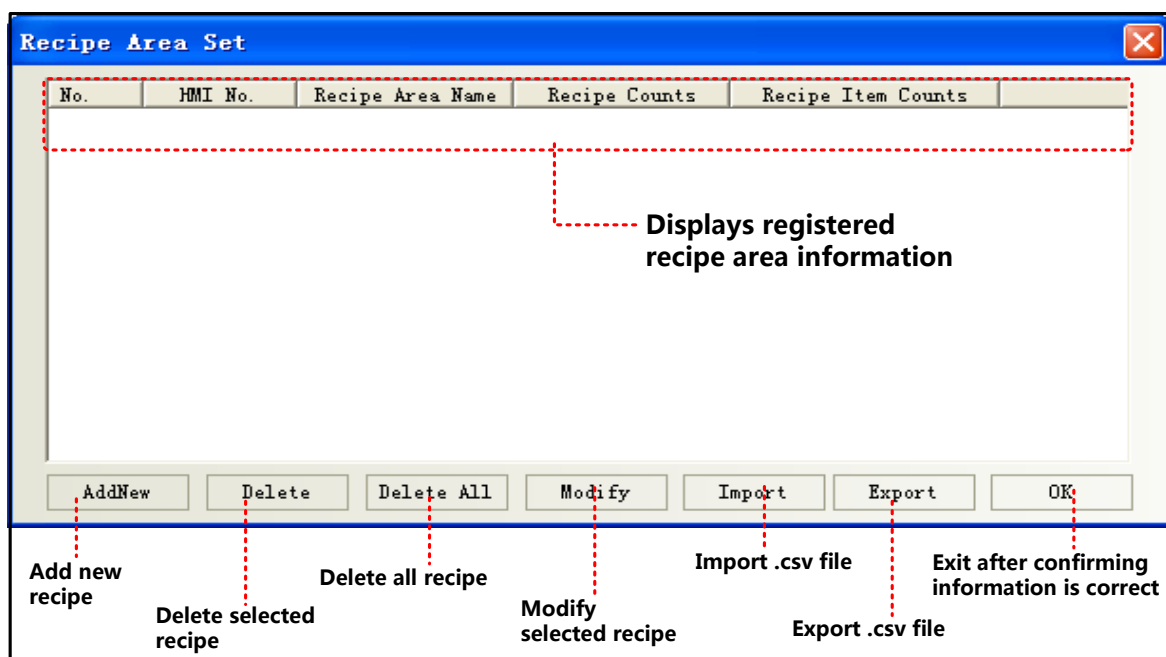 Recipe Area Set
No. HMI No. Recipe Area Name Recipe Counts Recipe Item Counts
Displays registered
recipe area information
AddNew Delete Delete All Modify Import Export OK
Add new
recipe
Delete selected
recipe
Delete all recipe
Modify
selected recipe
Import .csv file
Export .csv file
Exit after confirming
information is correct